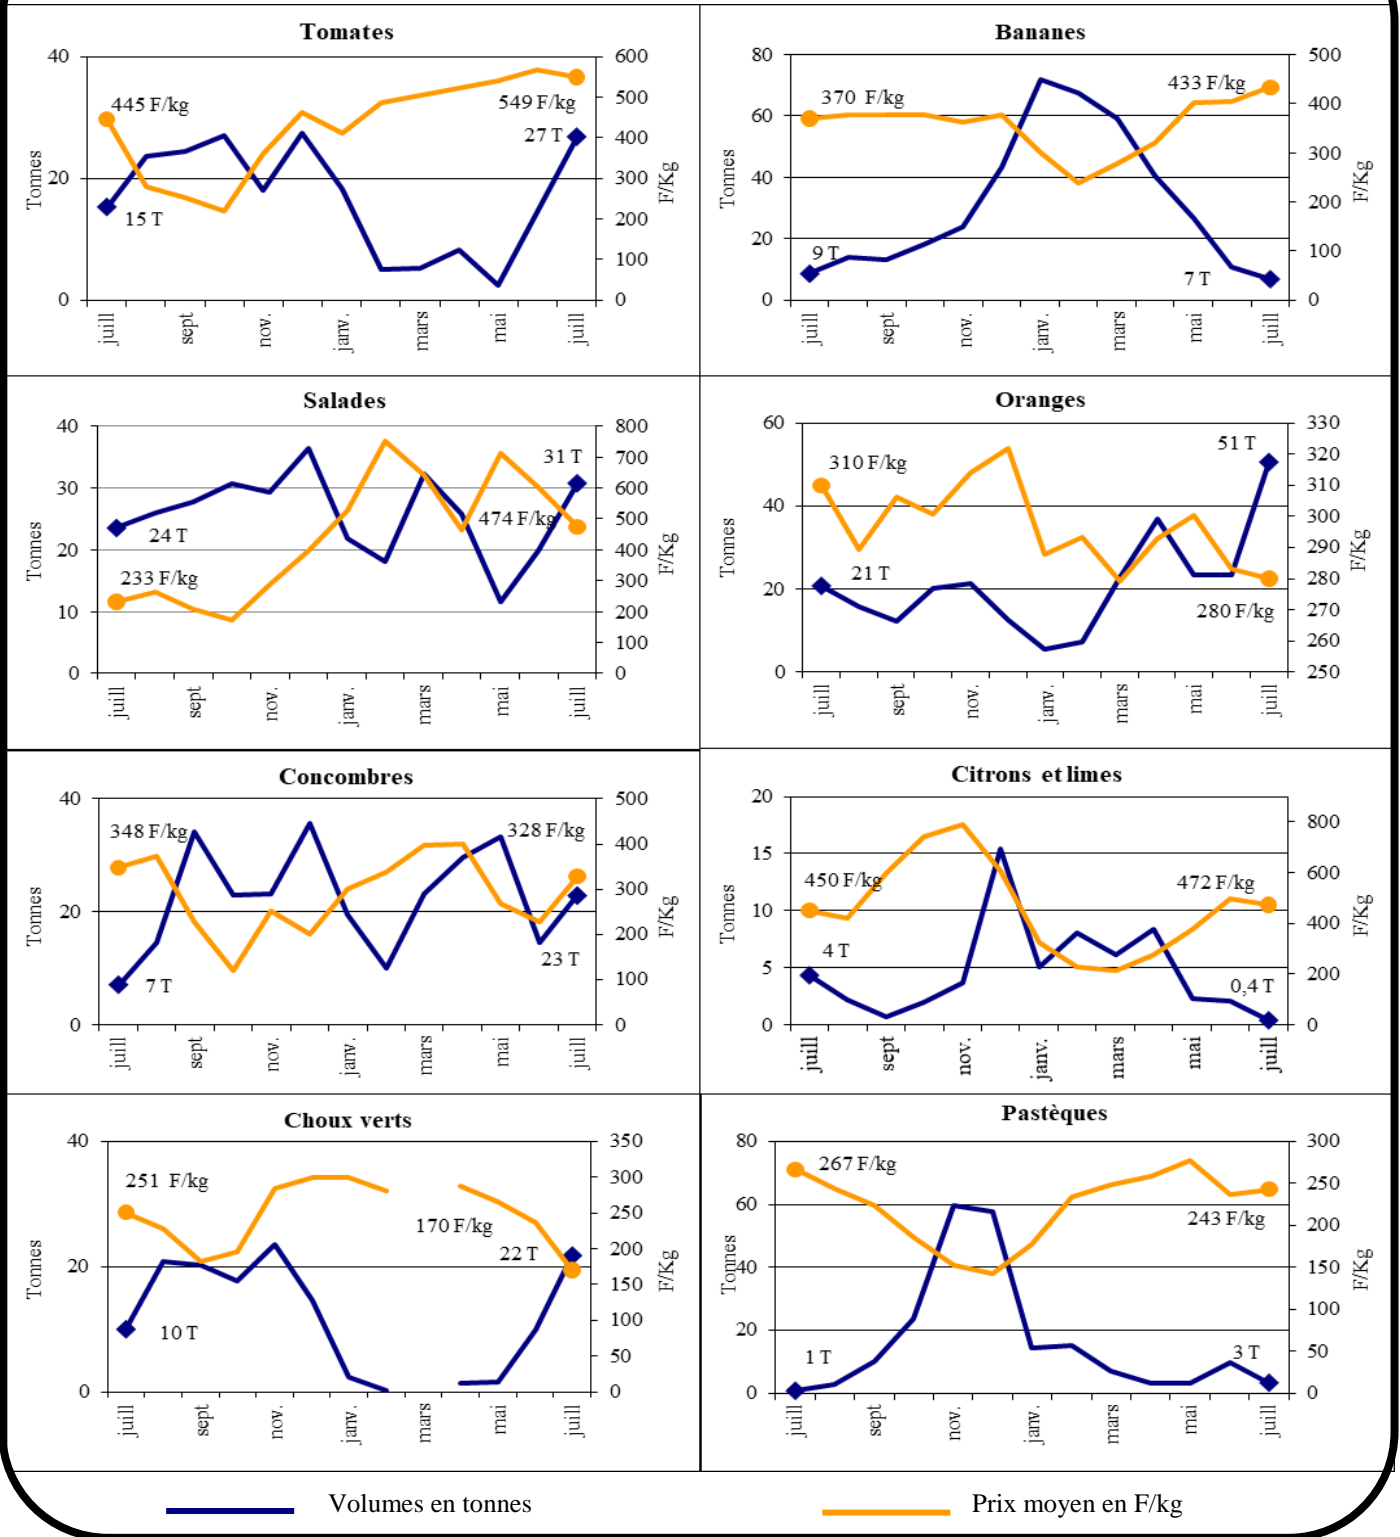 Tomates
40
20
0
Tonnes
600
500
400
300
200
100
0
F/Kg
445 F/kg
549 F/kg
27 T
15 T
juill
sept
nov.
janv.
mars
mai
juill
Bananes
80
60
40
20
0
Tonnes
500
400
300
200
100
0
F/Kg
370 F/kg
433 F/kg
9 T
7 T
juill
sept
nov.
janv.
mars
mai
juill
Salades
40
30
20
10
0
Tonnes
800
700
600
500
400
300
200
100
0
F/Kg
31 T
24 T
474 F/kg
233 F/kg
juill
sept
nov.
janv.
mars
mai
juill
Oranges
60
40
20
0
Tonnes
330
320
310
300
290
280
270
260
250
F/Kg
51 T
310 F/kg
21 T
280 F/kg
juill
sept
nov.
janv.
mars
mai
juill
Concombres
40
20
0
Tonnes
500
400
300
200
100
0
F/Kg
348 F/kg
328 F/kg
7 T
23 T
juill
sept
nov.
janv.
mars
mai
juill
Citrons et limes
20
15
10
5
0
Tonnes
800
600
400
200
0
F/Kg
450 F/kg
472 F/kg
4 T
0,4 T
juill
sept
nov.
janv.
mars
mai
juill
Choux verts
40
20
0
Tonnes
350
300
250
200
150
100
50
0
F/Kg
251 F/kg
170 F/kg
22 T
10 T
juill
sept
nov.
janv.
mars
mai
juill
Pastèques
80
60
40
20
0
Tonnes
300
250
200
150
100
50
0
F/Kg
267 F/kg
243 F/kg
1 T
3 T
juill
sept
nov.
janv.
mars
mai
juill
Volumes en tonnes
Prix moyen en F/kg